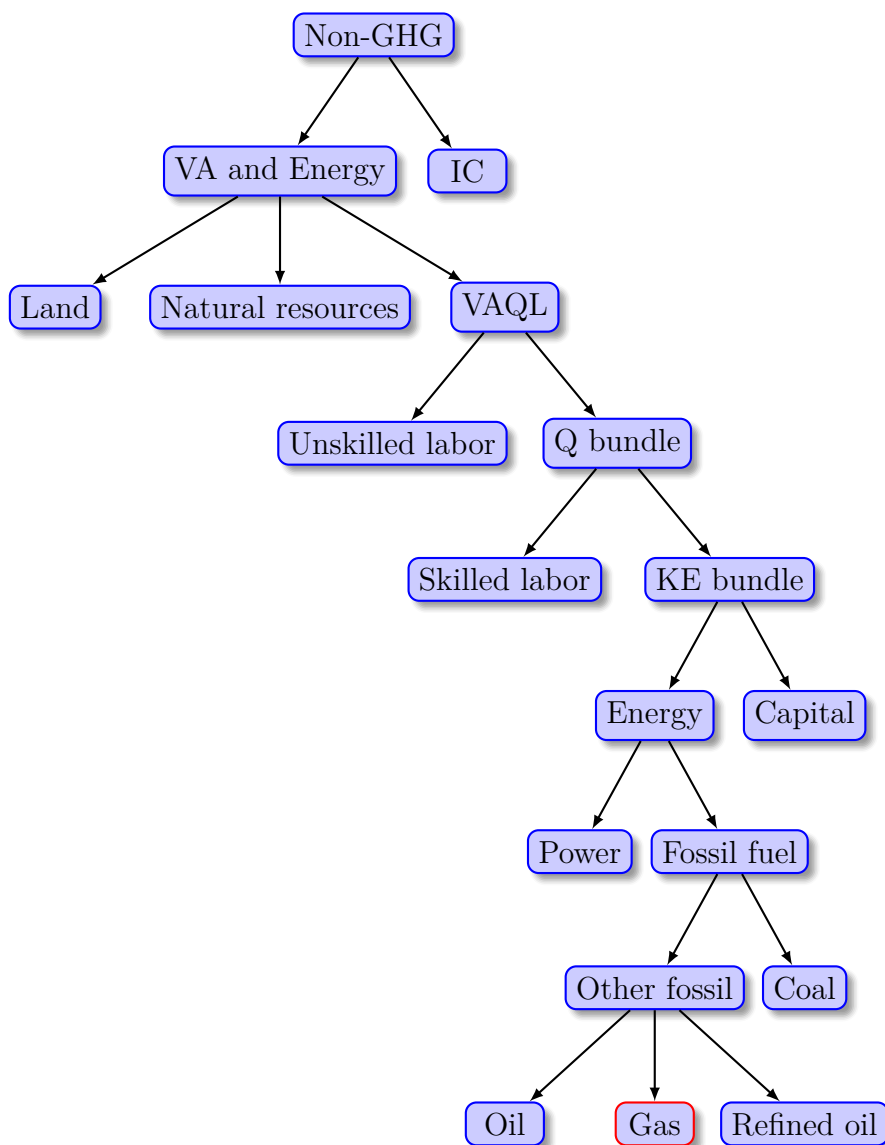 Non-GHG
VA and Energy
IC
Land
Natural resources
VAQL
Unskilled labor
Q bundle
Skilled labor
KE bundle
Energy
Capital
Power
Fossil fuel
Other fossil
Coal
Oil
Gas
Refined oil